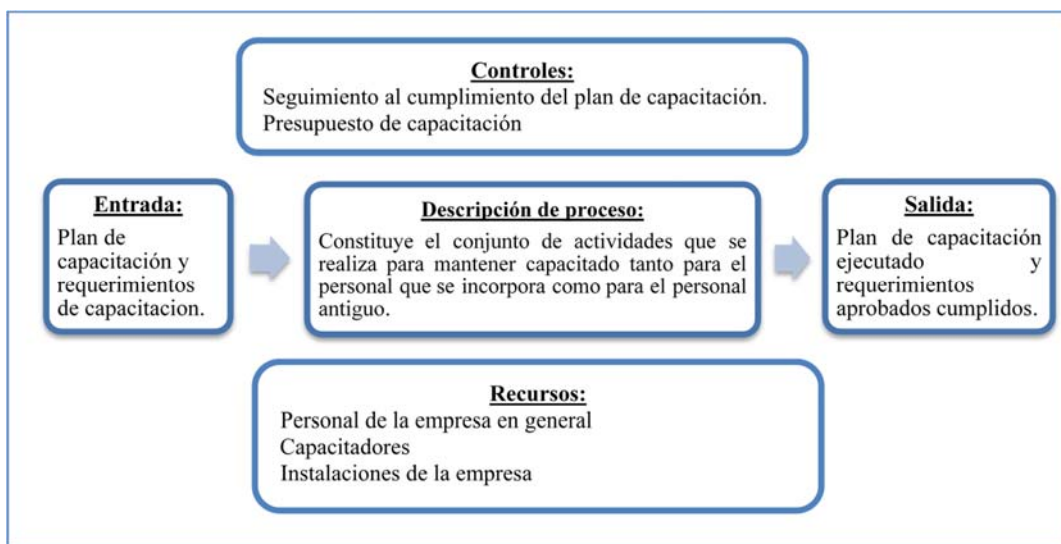 Controles:
Seguimiento al cumplimiento del plan de capacitación.
Presupuesto de capacitación
Entrada:
Plan de
capacitación y
requerimientos
de capacitacion.
Descripción de proceso:
Constituye el conjunto de actividades que se
realiza para mantener capacitado tanto para el
personal que se incorpora como para el personal
antiguo.
Salida:
Plan de capacitación
ejecutado y
requerimientos
aprobados cumplidos.
Recursos:
Personal de la empresa en general
Capacitadores
Instalaciones de la empresa